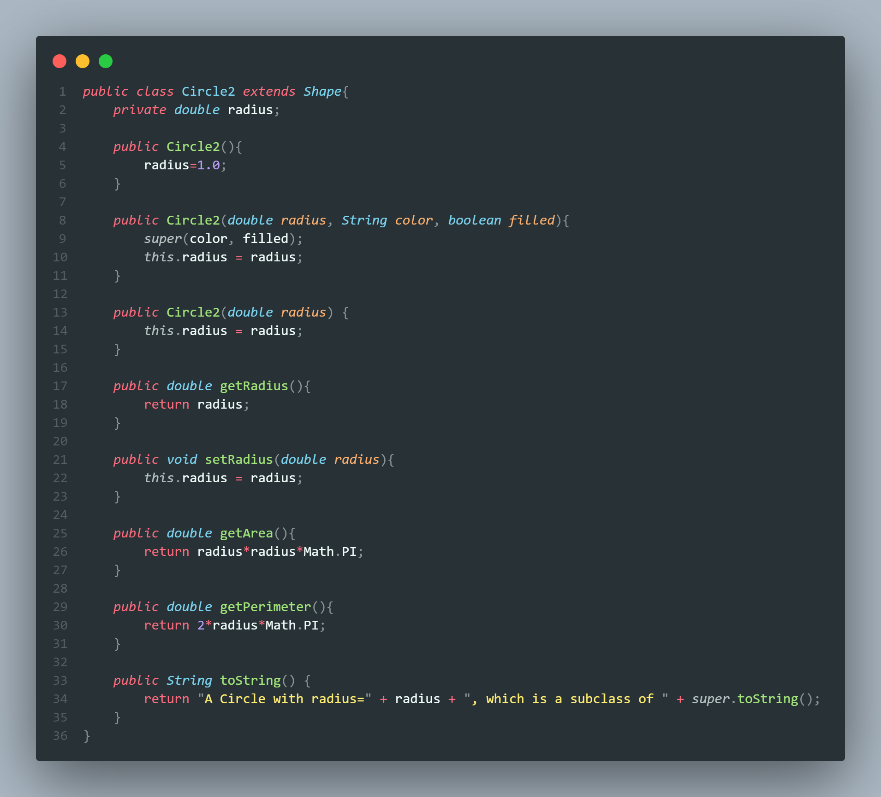 1 public class Circle2 extends Shape{
2     private double radius;
3
4     public Circle2(){
5         radius=1.0;
6     }
7
8     public Circle2(double radius, String color, boolean filled){
9         super(color, filled);
10         this.radius = radius;
11     }
12
13     public Circle2(double radius) {
14         this.radius = radius;
15     }
16
17     public double getRadius(){
18         return radius;
19     }
20
21     public void setRadius(double radius){
22         this.radius = radius;
23     }
24
25     public double getArea(){
26         return radius*radius*Math.PI;
27     }
28
29     public double getPerimeter(){
30         return 2*radius*Math.PI;
31     }
32
33     public String toString() {
34         return "A Circle with radius=" + radius + ", which is a subclass of " + super.toString();
35     }
36 }